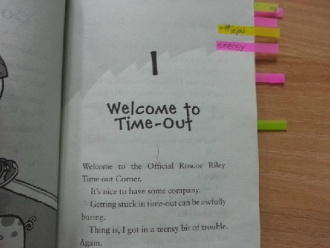 official
teensy
1
Welcome to
Time-Out
Welcome to the Official Roscoe Riley
Time-out Corner.
It's nice to have some company.
Getting stuck in time-out can be awfully
boring.
Thing is, I got in a teensy bit of trouble.
Again.